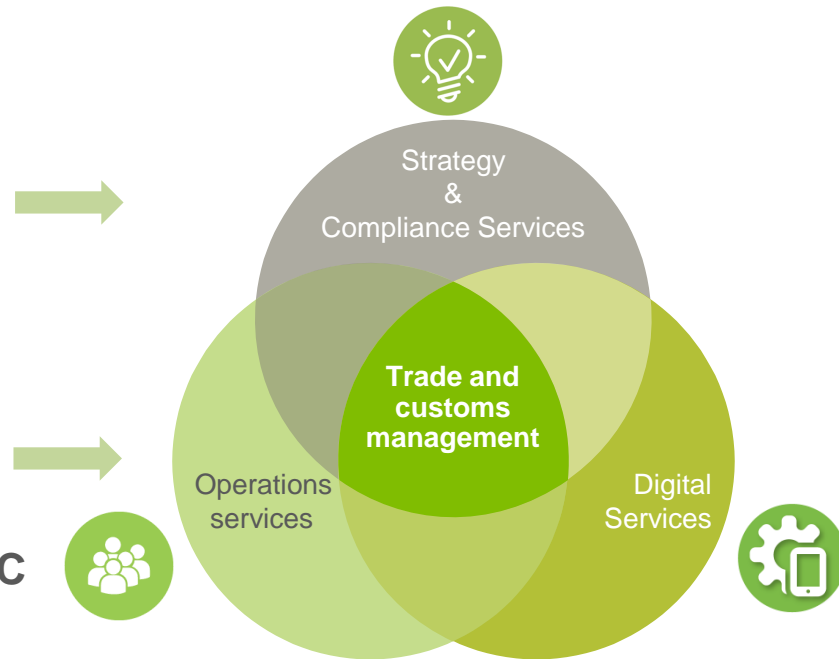 Strategy
&
Compliance Services
Trade and
customs
management
Operations
services
Digital
Services
C